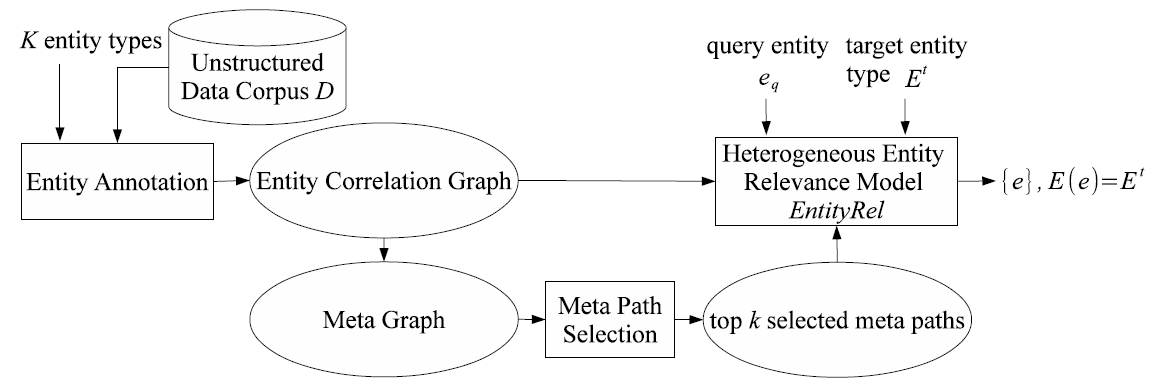 K entity types
Unstructured
Data Corpus D
query entity
e_q
target entity
type E^t
Entity Annotation
Entity Correlation Graph
Heterogeneous Entity
Relevance Model
EntityRel
{e}, E(e)=E^t
Meta Graph
Meta Path
Selection
top k selected meta paths